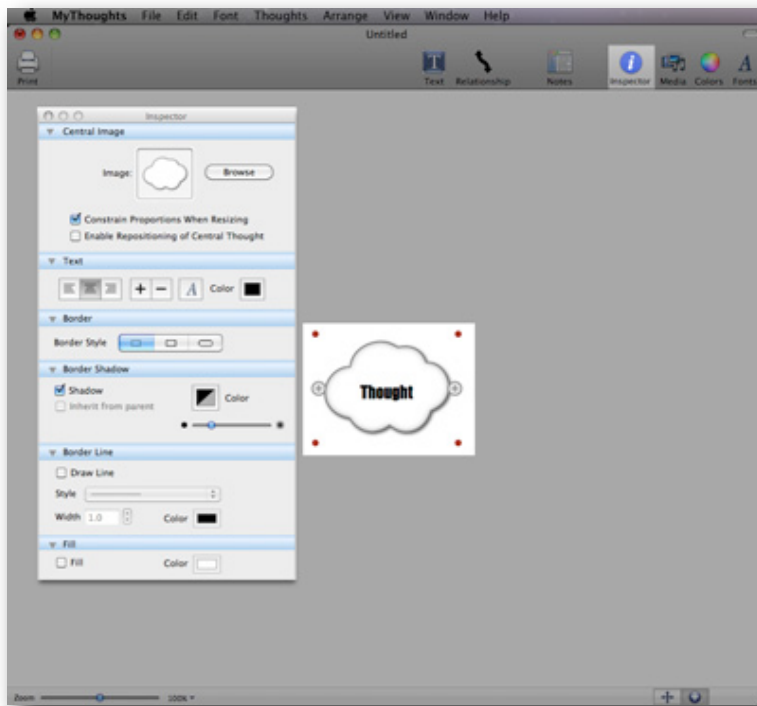 MyThoughts File Edit Font Thoughts Arrange View Window Help
Untitled
Print Text Relationship Notes Inspector Media Colors Fonts
Inspector
Central Image
Image: Browse
Constrain Proportions When Resizing
Enable Repositioning of Central Thought
Text
A Color
Border
Border Style
Border Shadow
Shadow
Color
Inherit from parent
Thought
Border Line
Draw Line
Style
Width 1.0 Color
Fill
Fill Color
Zoom 100%